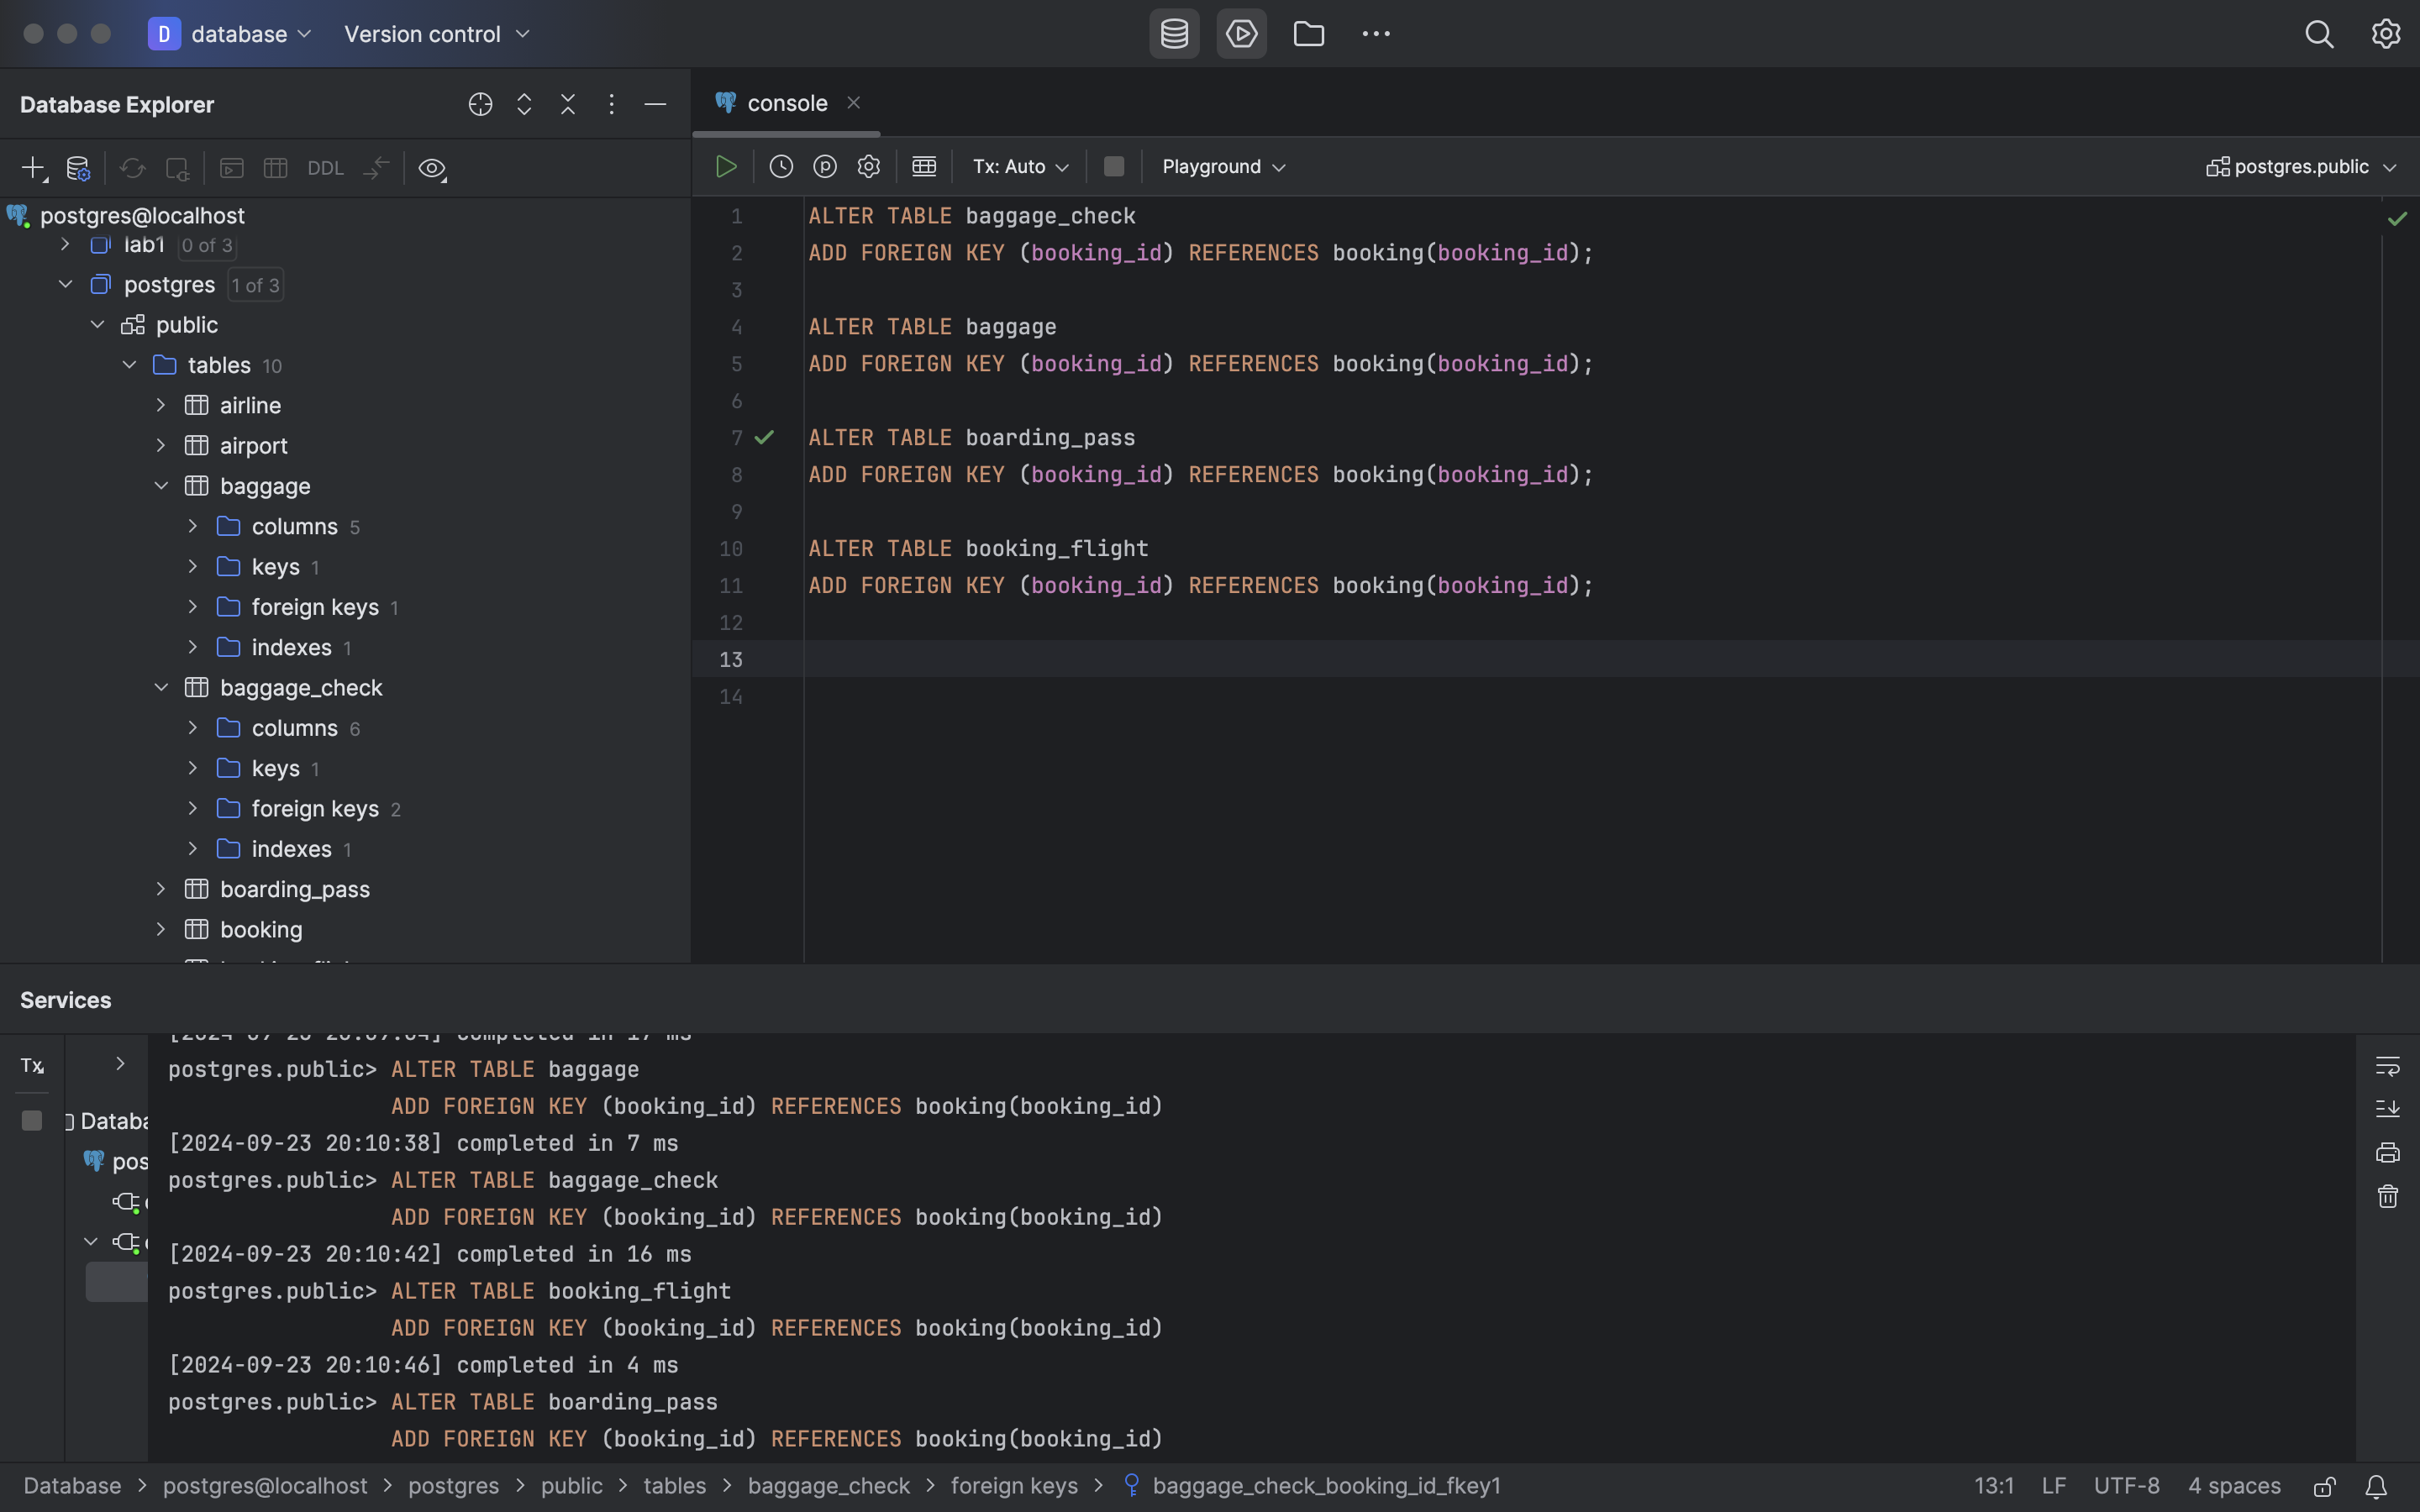 D database Version control
Database Explorer
DDL
postgres@localhost
lab1 0 of 3
postgres 1 of 3
public
tables 10
airline
airport
baggage
columns 5
keys 1
foreign keys 1
indexes 1
baggage_check
columns 6
keys 1
foreign keys 2
indexes 1
boarding_pass
booking
console
Tx: Auto Playground postgres.public
1 ALTER TABLE baggage_check
2 ADD FOREIGN KEY (booking_id) REFERENCES booking(booking_id);
3
4 ALTER TABLE baggage
5 ADD FOREIGN KEY (booking_id) REFERENCES booking(booking_id);
6
7 ALTER TABLE boarding_pass
8 ADD FOREIGN KEY (booking_id) REFERENCES booking(booking_id);
9
10 ALTER TABLE booking_flight
11 ADD FOREIGN KEY (booking_id) REFERENCES booking(booking_id);
12
13
14
Services
Tx
Databa
pos
postgres.public> ALTER TABLE baggage
ADD FOREIGN KEY (booking_id) REFERENCES booking(booking_id)
[2024-09-23 20:10:38] completed in 7 ms
postgres.public> ALTER TABLE baggage_check
ADD FOREIGN KEY (booking_id) REFERENCES booking(booking_id)
[2024-09-23 20:10:42] completed in 16 ms
postgres.public> ALTER TABLE booking_flight
ADD FOREIGN KEY (booking_id) REFERENCES booking(booking_id)
[2024-09-23 20:10:46] completed in 4 ms
postgres.public> ALTER TABLE boarding_pass
ADD FOREIGN KEY (booking_id) REFERENCES booking(booking_id)
Database > postgres@localhost > postgres > public > tables > baggage_check > foreign keys > baggage_check_booking_id_fkey1
13:1 LF UTF-8 4 spaces